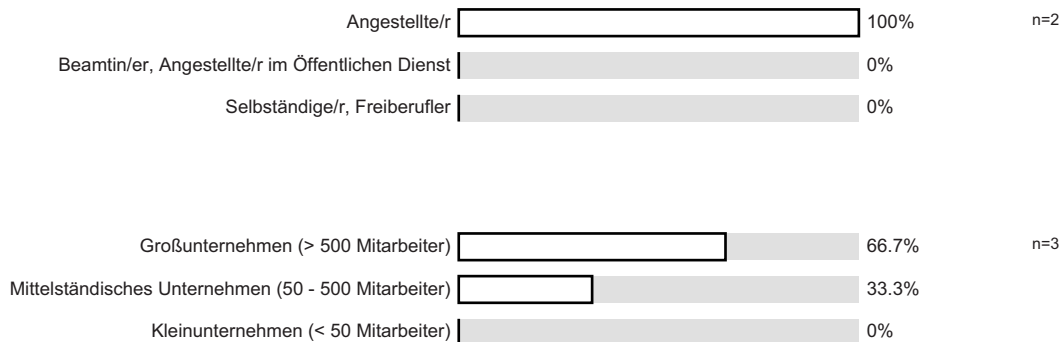 Angestellte/r 100% n=2
Beamtin/er, Angestellte/r im Öffentlichen Dienst 0%
Selbständige/r, Freiberufler 0%
Großunternehmen (> 500 Mitarbeiter) 66.7% n=3
Mittelständisches Unternehmen (50 - 500 Mitarbeiter) 33.3%
Kleinunternehmen (< 50 Mitarbeiter) 0%